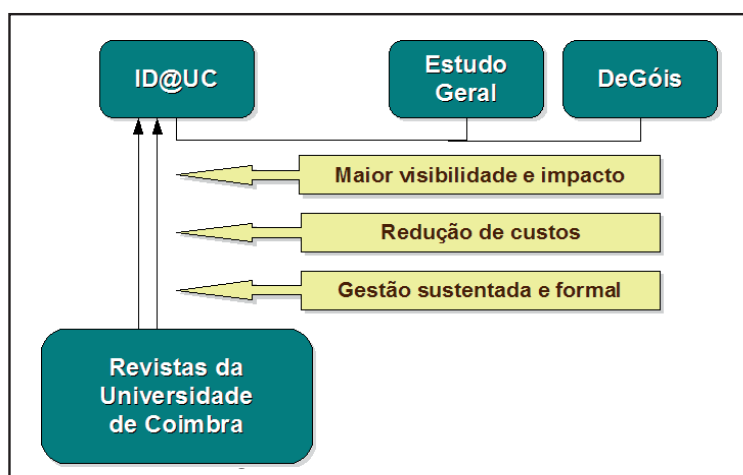 ID@UC
Estudo
Geral
DeGóis
Maior visibilidade e impacto
Redução de custos
Gestão sustentada e formal
Revistas da
Universidade
de Coimbra